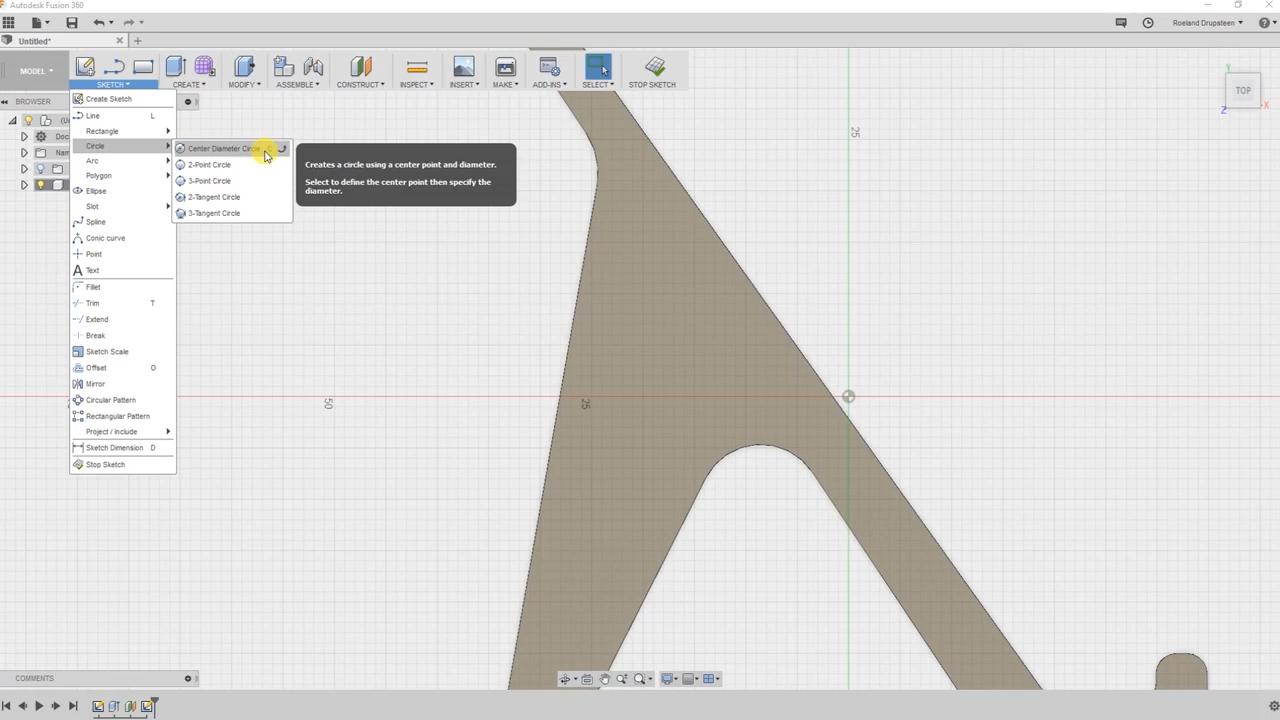 Autodesk Fusion 360
Roeland Drupsteen
Untitled*
MODEL
SKETCH CREATE MODIFY ASSEMBLE CONSTRUCT INSPECT INSERT MAKE ADD-INS SELECT STOP SKETCH
BROWSER
TOP
Y
X
Z
Create Sketch
Line L
Rectangle
Circle
Arc
Polygon
Ellipse
Slot
Spline
Conic curve
Point
Text
Fillet
Trim T
Extend
Break
Sketch Scale
Offset O
Mirror
Circular Pattern
Rectangular Pattern
Project / Include
Sketch Dimension D
Stop Sketch
Center Diameter Circle C
2-Point Circle
3-Point Circle
2-Tangent Circle
3-Tangent Circle
Creates a circle using a center point and diameter.
Select to define the center point then specify the
diameter.
25
50
25
COMMENTS